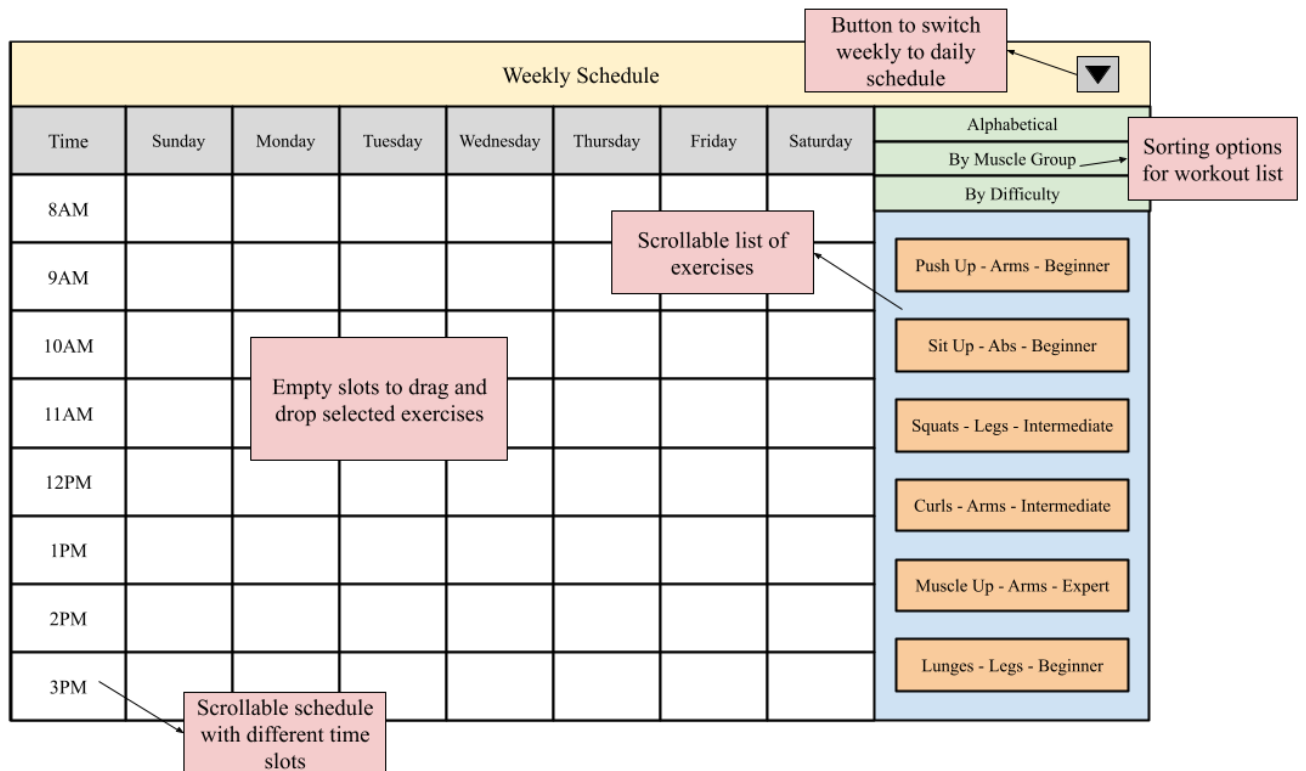 Button to switch
weekly to daily
schedule
Weekly Schedule
Time
Sunday
Monday
Tuesday
Wednesday
Thursday
Friday
Saturday
Alphabetical
By Muscle Group
By Difficulty
Sorting options
for workout list
8AM
9AM
10AM
11AM
12PM
1PM
2PM
3PM
Scrollable list of
exercises
Empty slots to drag and
drop selected exercises
Push Up - Arms - Beginner
Sit Up - Abs - Beginner
Squats - Legs - Intermediate
Curls - Arms - Intermediate
Muscle Up - Arms - Expert
Lunges - Legs - Beginner
Scrollable schedule
with different time
slots